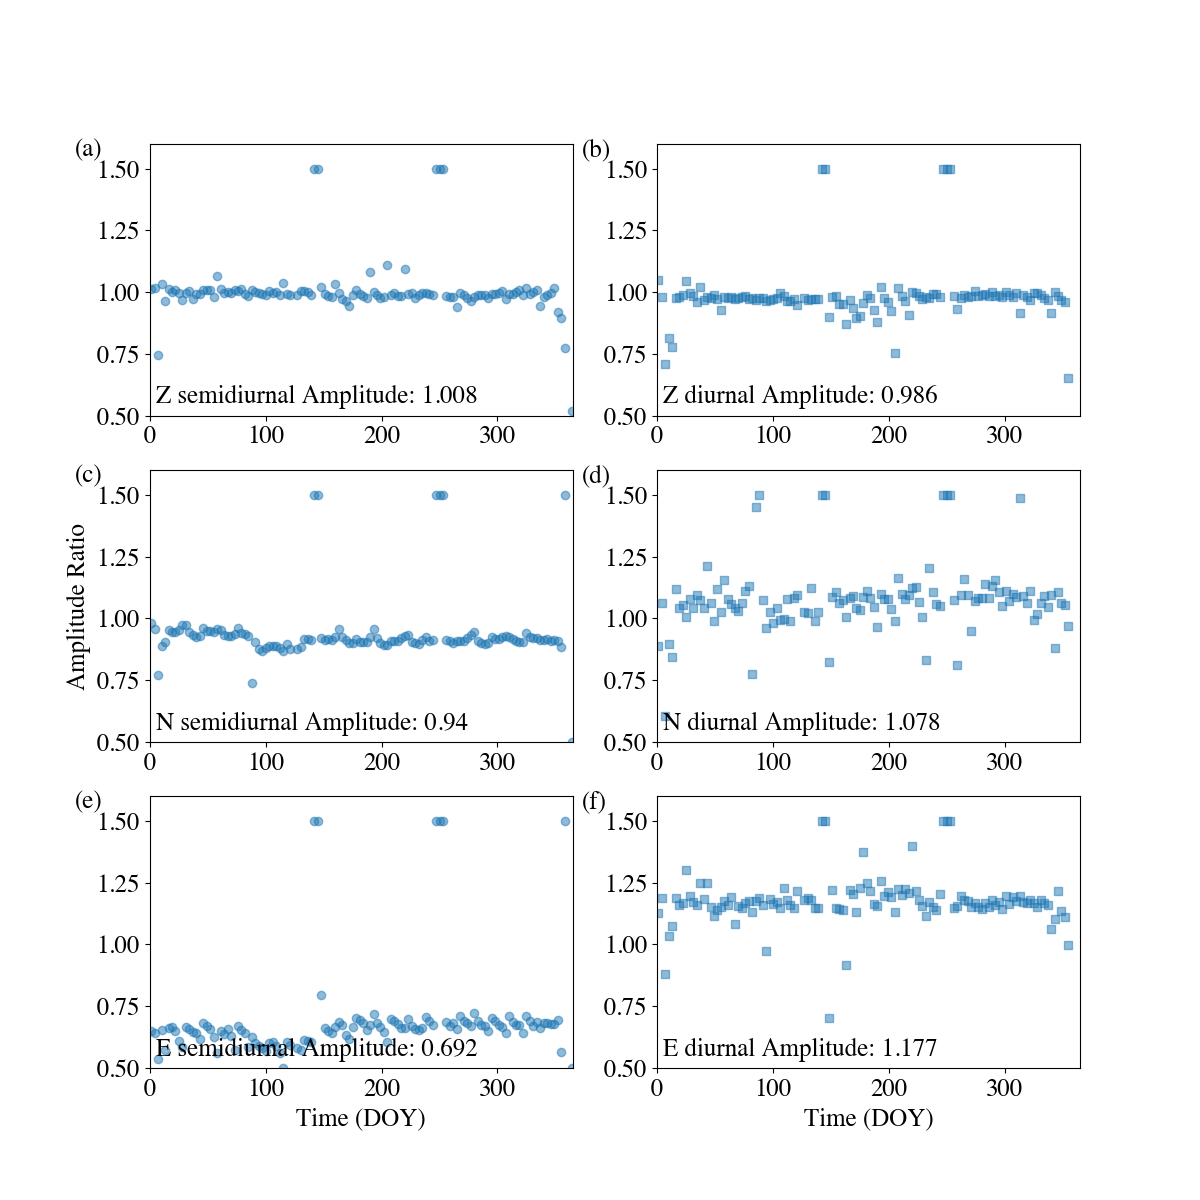 (a)
1.50
1.25
1.00
0.75
0.50
Z semidiurnal Amplitude: 1.008
0 100 200 300
(b)
1.50
1.25
1.00
0.75
0.50
Z diurnal Amplitude: 0.986
0 100 200 300
Amplitude Ratio
(c)
1.50
1.25
1.00
0.75
0.50
N semidiurnal Amplitude: 0.94
0 100 200 300
(d)
1.50
1.25
1.00
0.75
0.50
N diurnal Amplitude: 1.078
0 100 200 300
(e)
1.50
1.25
1.00
0.75
0.50
E semidiurnal Amplitude: 0.692
0 100 200 300
Time (DOY)
(f)
1.50
1.25
1.00
0.75
0.50
E diurnal Amplitude: 1.177
0 100 200 300
Time (DOY)